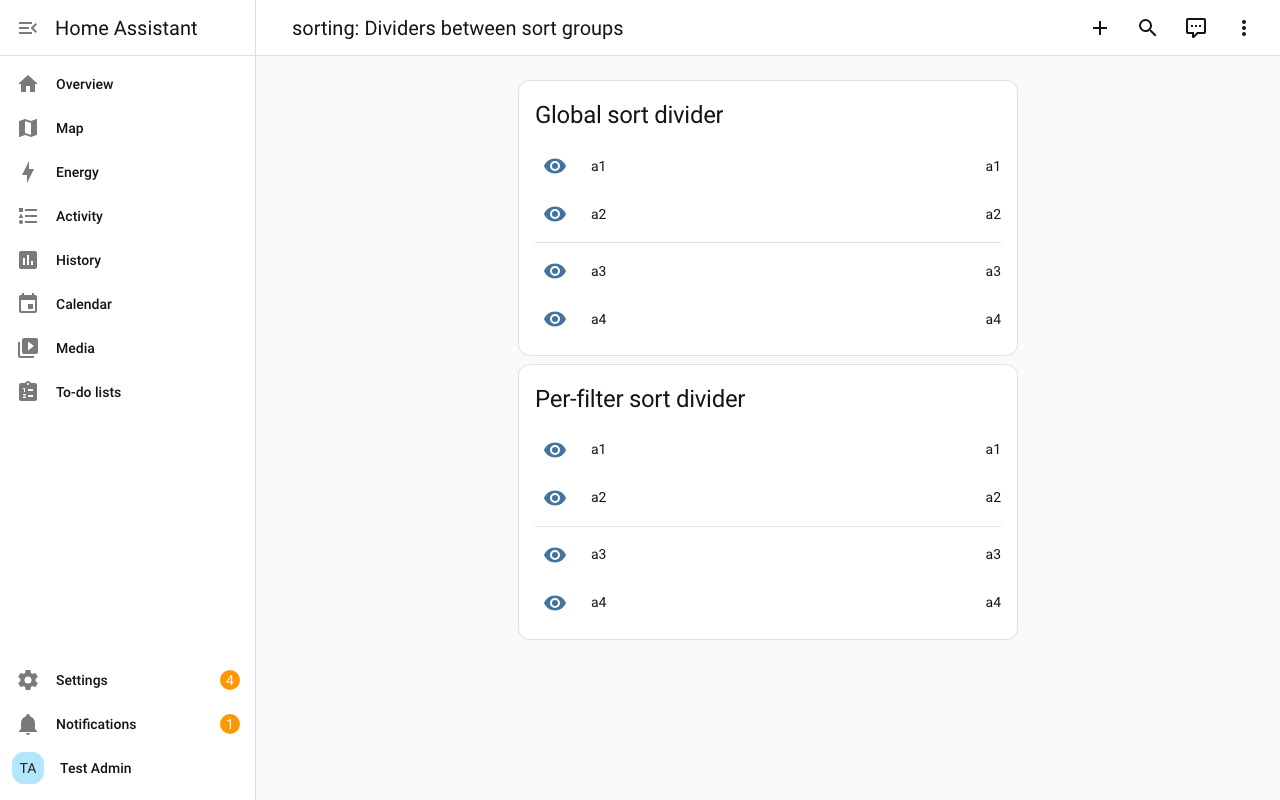 Home Assistant
sorting: Dividers between sort groups
Overview
Map
Energy
Activity
History
Calendar
Media
To-do lists
Settings 4
Notifications 1
TA Test Admin
Global sort divider
a1 a1
a2 a2
a3 a3
a4 a4
Per-filter sort divider
a1 a1
a2 a2
a3 a3
a4 a4